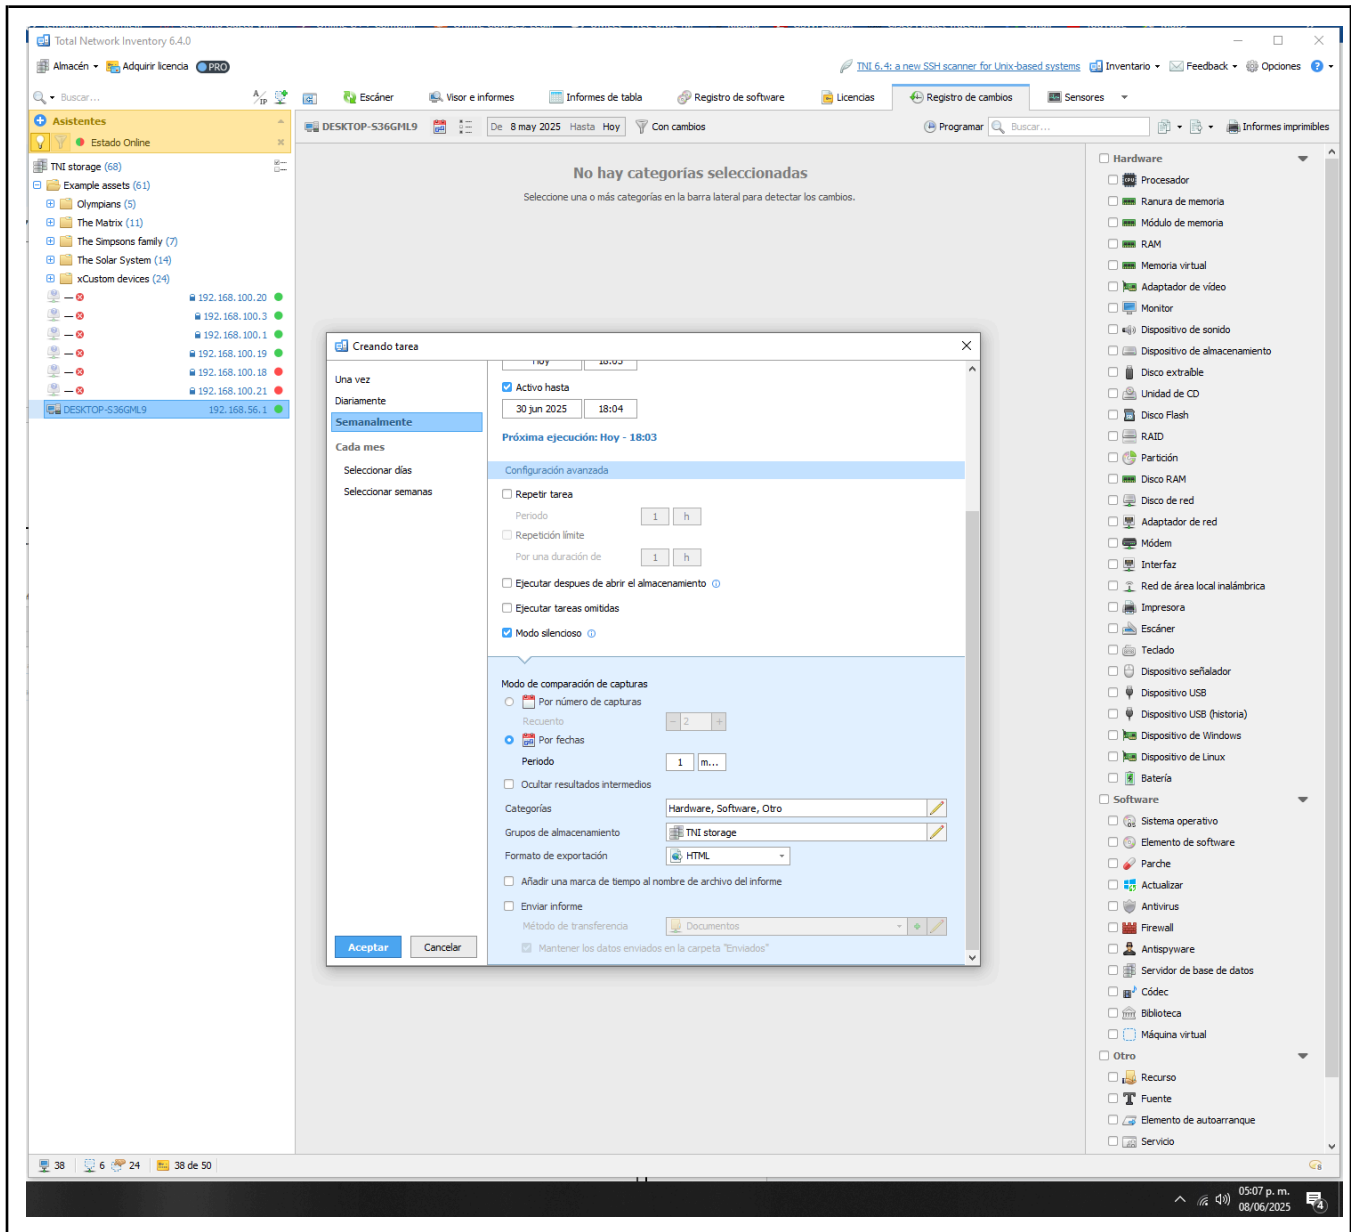 Total Network Inventory 6.4.0
Almacén
Adquirir licencia
PRO
TNI 6.4: a new SSH scanner for Unix-based systems
Inventario
Feedback
Opciones
Buscar...
A/IP
Escáner
Visor e informes
Informes de tabla
Registro de software
Licencias
Registro de cambios
Sensores
Asistentes
Estado Online
DESKTOP-S36GML9
De 8 may 2025 Hasta Hoy
Con cambios
Programar
Buscar...
Informes imprimibles
TNI storage (68)
Example assets (61)
Olympians (5)
The Matrix (11)
The Simpsons family (7)
The Solar System (14)
xCustom devices (24)
— 192.168.100.20
— 192.168.100.3
— 192.168.100.1
— 192.168.100.19
— 192.168.100.18
— 192.168.100.21
DESKTOP-S36GML9 192.168.56.1
No hay categorías seleccionadas
Seleccione una o más categorías en la barra lateral para detectar los cambios.
Creando tarea
Una vez
Diariamente
Semanalmente
Cada mes
Seleccionar días
Seleccionar semanas
Aceptar
Cancelar
Hoy 18:03
Activo hasta
30 jun 2025 18:04
Próxima ejecución: Hoy - 18:03
Configuración avanzada
Repetir tarea
Periodo 1 h
Repetición límite
Por una duración de 1 h
Ejecutar despues de abrir el almacenamiento
Ejecutar tareas omitidas
Modo silencioso
Modo de comparación de capturas
Por número de capturas
Recuento − 2 +
Por fechas
Periodo 1 m...
Ocultar resultados intermedios
Categorías Hardware, Software, Otro
Grupos de almacenamiento TNI storage
Formato de exportación HTML
Añadir una marca de tiempo al nombre de archivo del informe
Enviar informe
Método de transferencia Documentos
Mantener los datos enviados en la carpeta "Enviados"
Hardware
Procesador
Ranura de memoria
Módulo de memoria
RAM
Memoria virtual
Adaptador de vídeo
Monitor
Dispositivo de sonido
Dispositivo de almacenamiento
Disco extraíble
Unidad de CD
Disco Flash
RAID
Partición
Disco RAM
Disco de red
Adaptador de red
Módem
Interfaz
Red de área local inalámbrica
Impresora
Escáner
Teclado
Dispositivo señalador
Dispositivo USB
Dispositivo USB (historia)
Dispositivo de Windows
Dispositivo de Linux
Batería
Software
Sistema operativo
Elemento de software
Parche
Actualizar
Antivirus
Firewall
Antispyware
Servidor de base de datos
Códec
Biblioteca
Máquina virtual
Otro
Recurso
Fuente
Elemento de autoarranque
Servicio
38 6 24 38 de 50
05:07 p. m.
08/06/2025
4